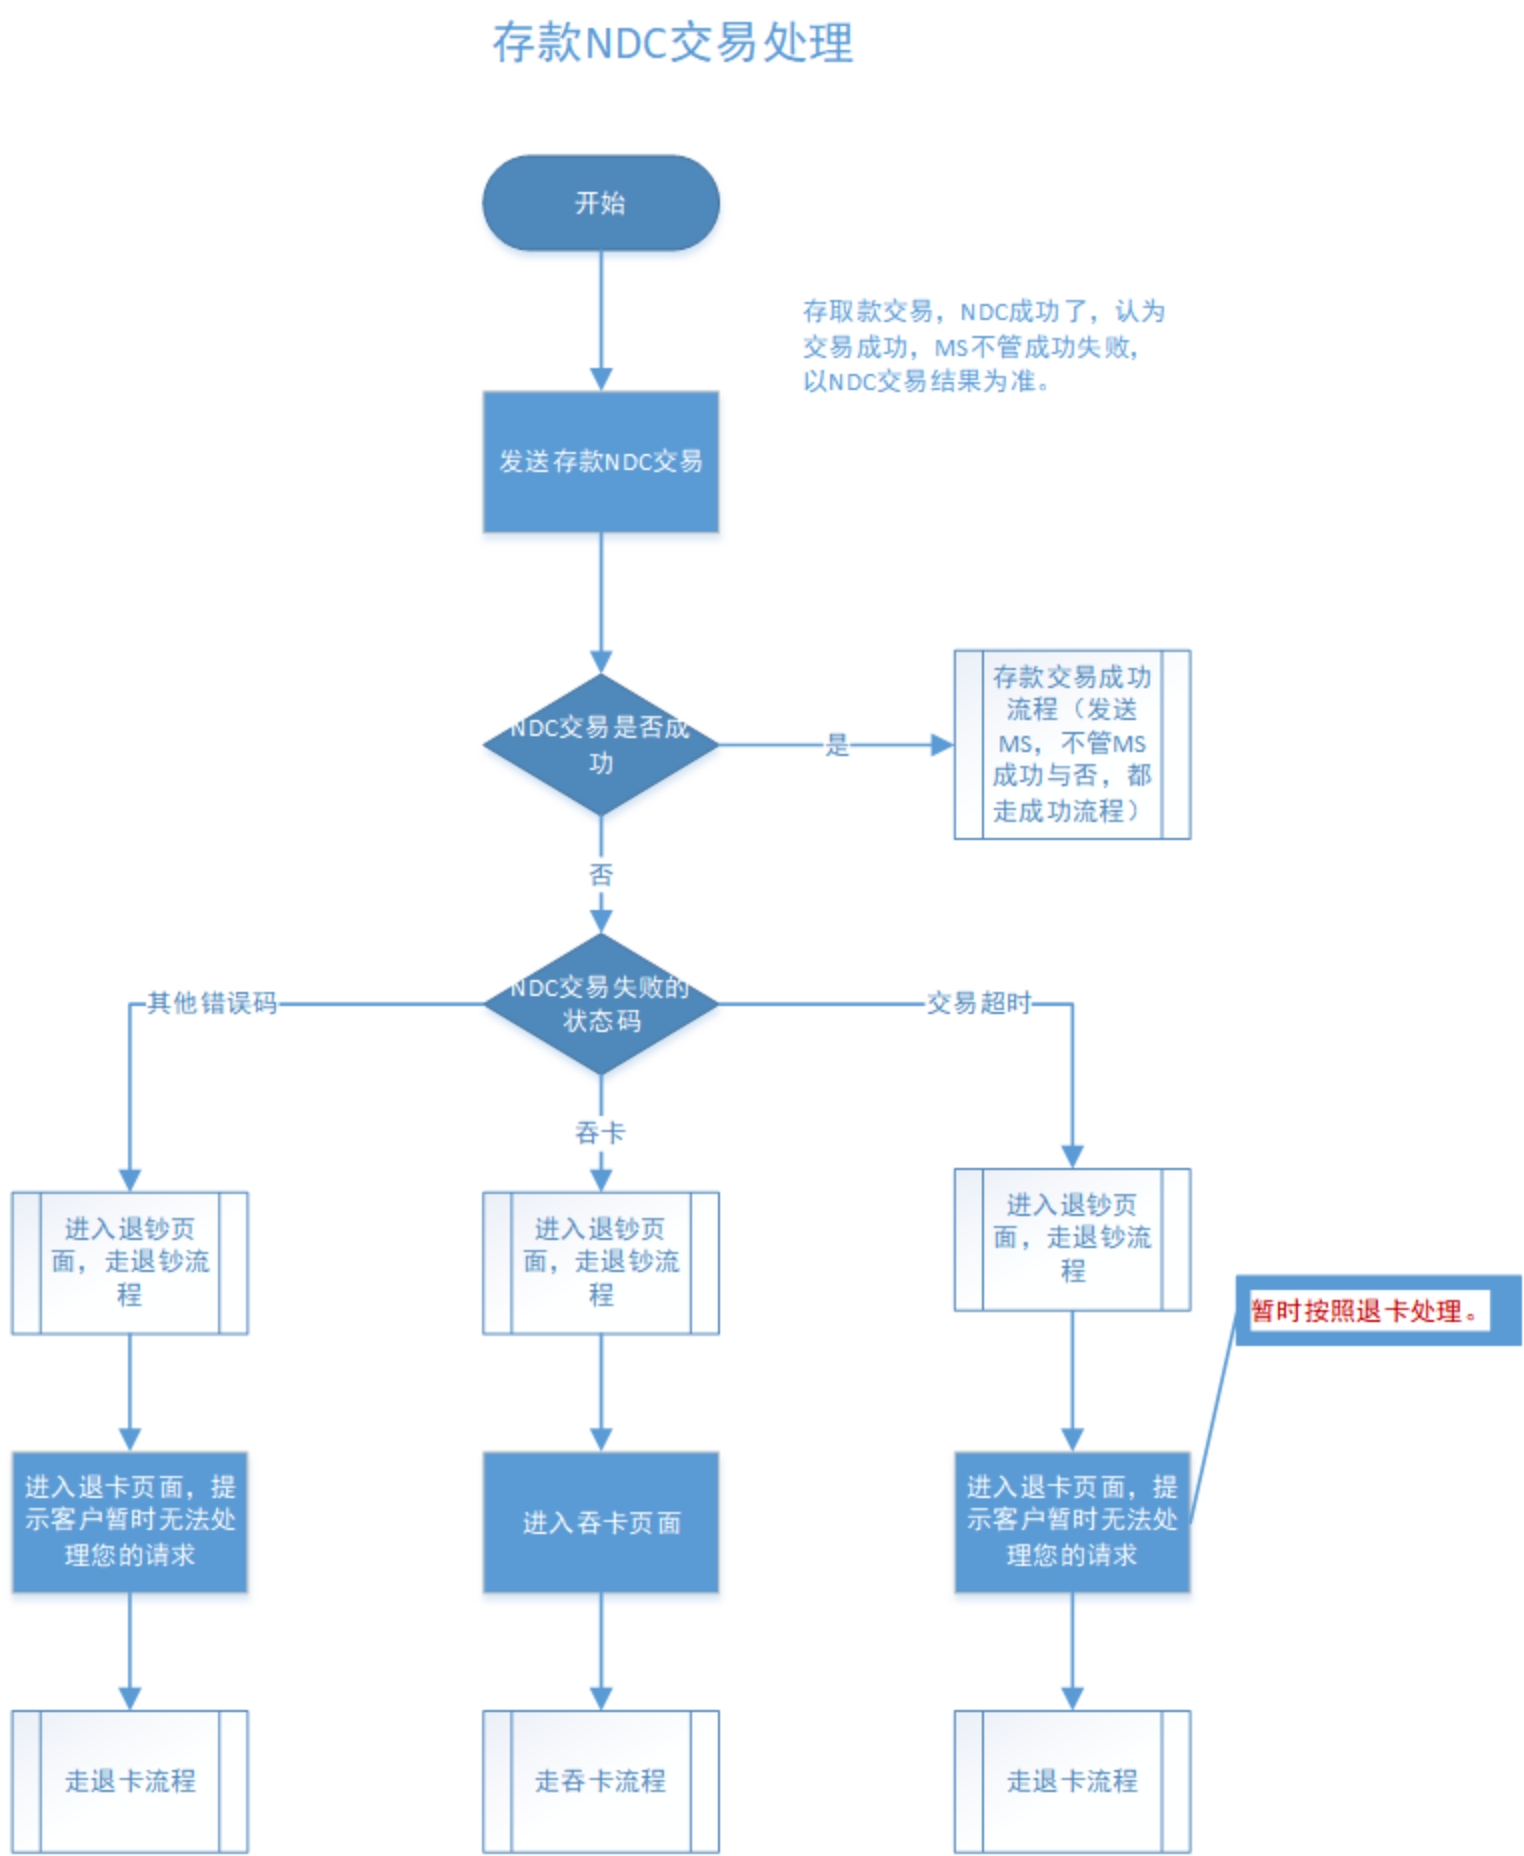 存款NDC交易处理
开始
存取款交易，NDC成功了，认为
交易成功，MS不管成功失败，
以NDC交易结果为准。
发送存款NDC交易
NDC交易是否成
功
是
存款交易成功
流程（发送
MS，不管MS
成功与否，都
走成功流程）
否
NDC交易失败的
状态码
其他错误码
交易超时
吞卡
进入退钞页
面，走退钞流
程
进入退钞页
面，走退钞流
程
进入退钞页
面，走退钞流
程
暂时按照退卡处理。
进入退卡页面，提
示客户暂时无法处
理您的请求
进入吞卡页面
进入退卡页面，提
示客户暂时无法处
理您的请求
走退卡流程
走吞卡流程
走退卡流程